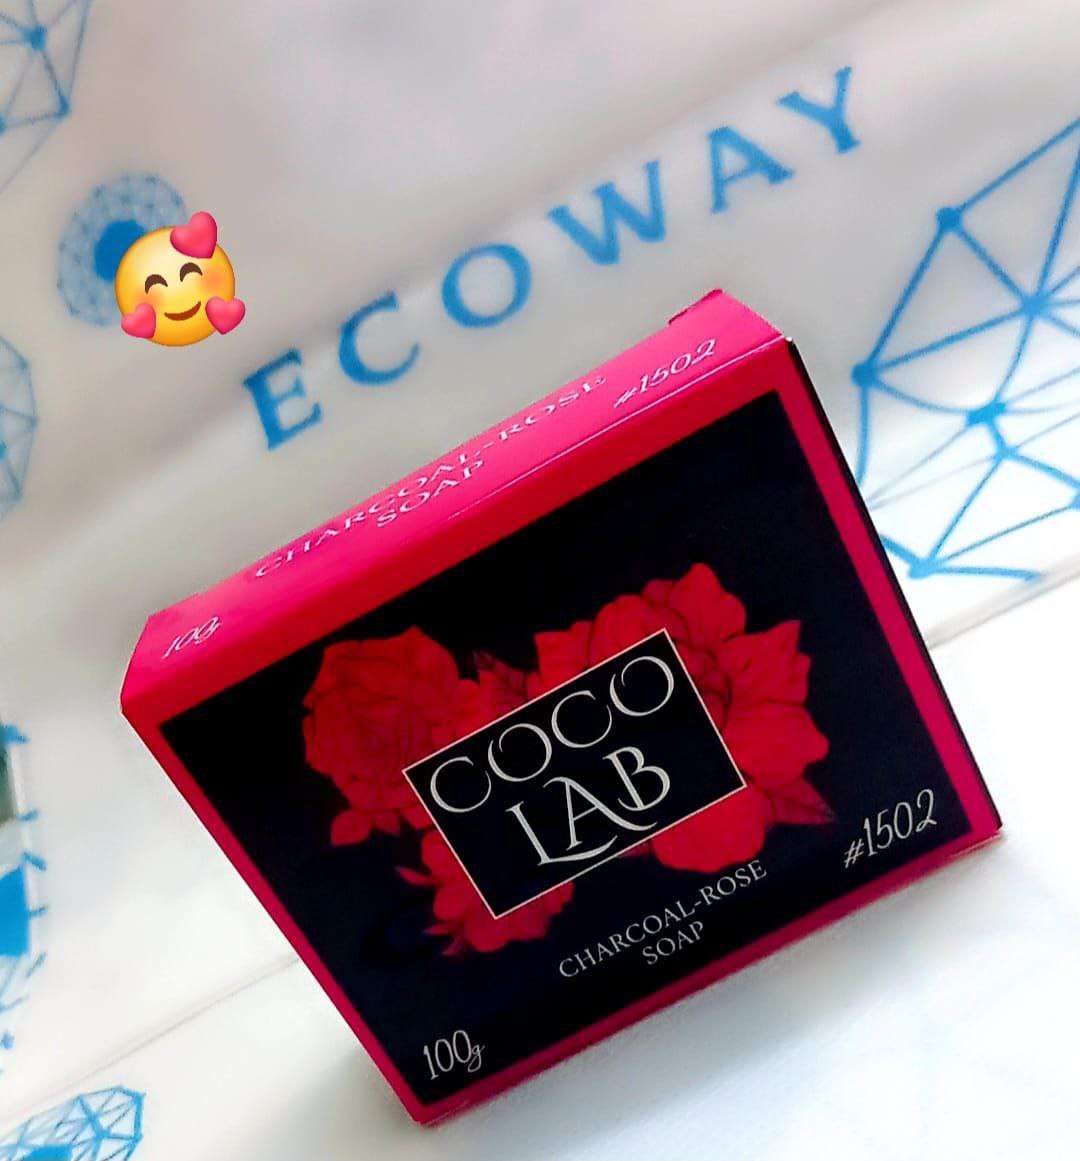 ECOWAY
CHARCOAL-ROSE
SOAP
#1502
100g
COCO
LAB
CHARCOAL-ROSE
SOAP
#1502
100g